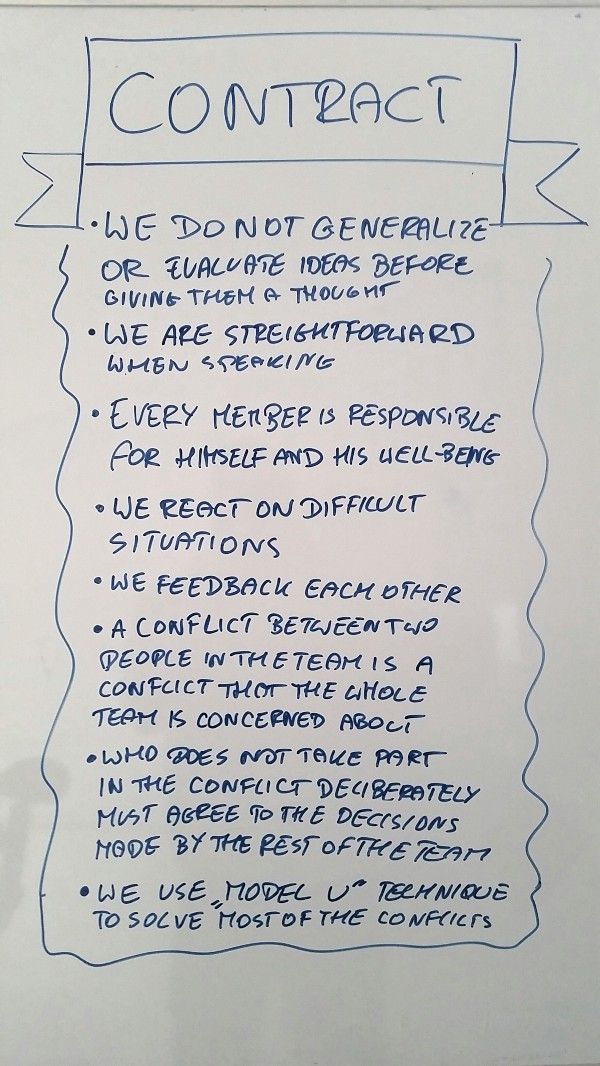 CONTRACT
• WE DO NOT GENERALIZE
OR EVALUATE IDEAS BEFORE
GIVING THEM A THOUGHT
• WE ARE STREIGHTFORWARD
WHEN SPEAKING
• EVERY MEMBER IS RESPONSIBLE
FOR HIMSELF AND HIS WELL-BEING
• WE REACT ON DIFFICULT
SITUATIONS
• WE FEEDBACK EACH OTHER
• A CONFLICT BETWEEN TWO
PEOPLE IN THE TEAM IS A
CONFLICT THAT THE WHOLE
TEAM IS CONCERNED ABOUT
• WHO DOES NOT TAKE PART
IN THE CONFLICT DELIBERATELY
MUST AGREE TO THE DECISIONS
MADE BY THE REST OF THE TEAM
• WE USE „MODEL U" TECHNIQUE
TO SOLVE MOST OF THE CONFLICTS